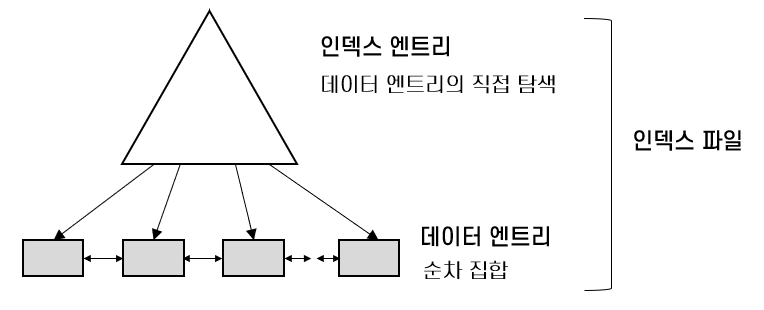 인덱스 엔트리
데이터 엔트리의 직접 탐색
인덱스 파일
데이터 엔트리
순차 집합